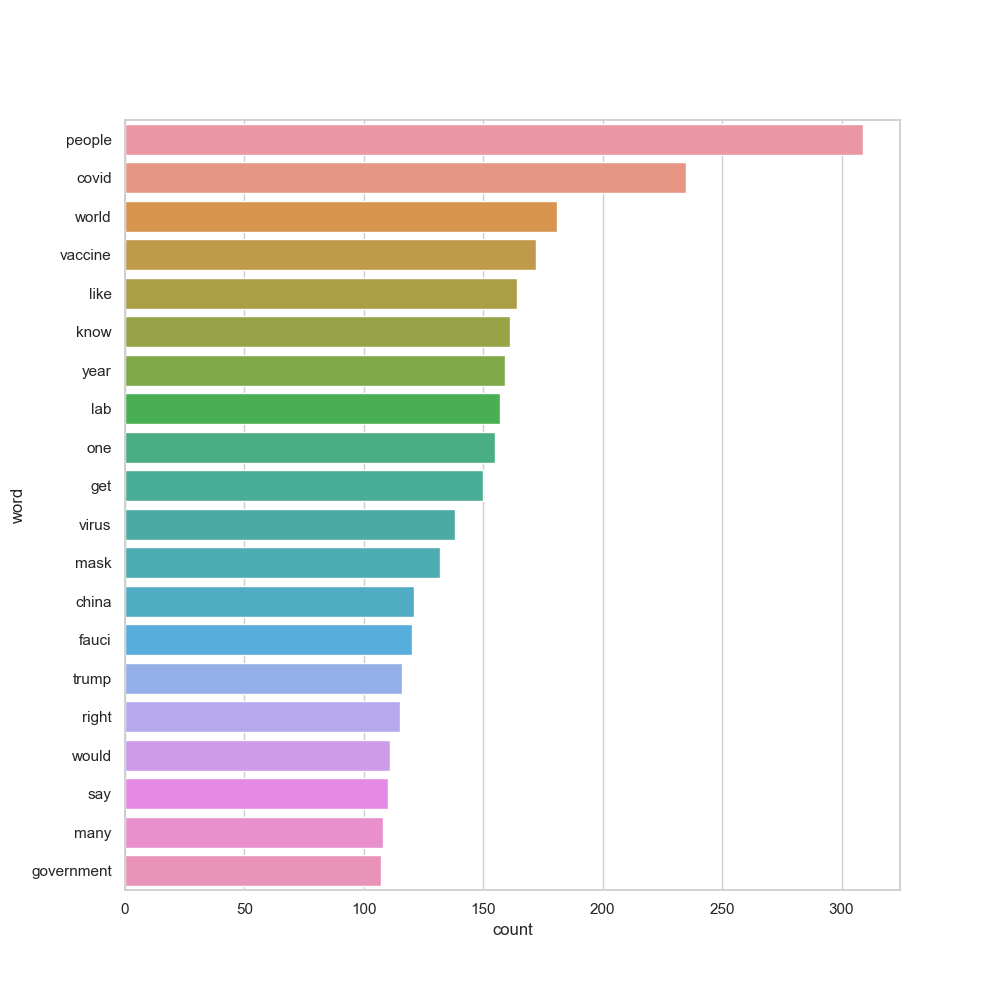 people
covid
world
vaccine
like
know
year
lab
one
get
virus
mask
china
fauci
trump
right
would
say
many
government
word
0 50 100 150 200 250 300
count